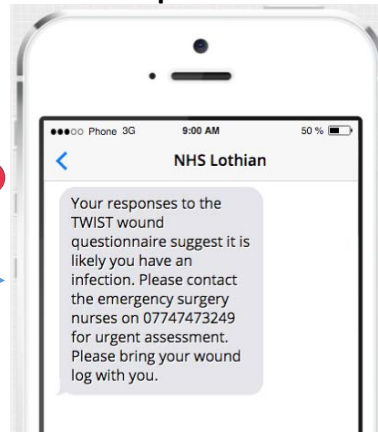 ●●●○○ Phone 3G 9:00 AM 50 %
NHS Lothian
Your responses to the
TWIST wound
questionnaire suggest it is
likely you have an
infection. Please contact
the emergency surgery
nurses on 07747473249
for urgent assessment.
Please bring your wound
log with you.